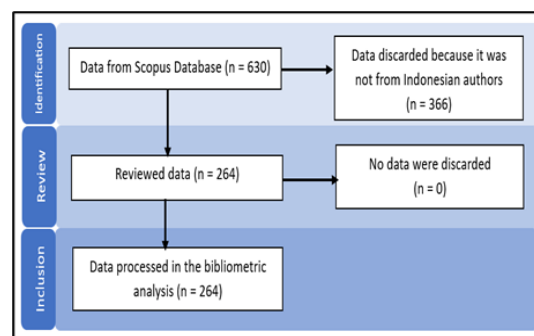 Identification
Data from Scopus Database (n = 630)
Data discarded because it was
not from Indonesian authors
(n = 366)
Review
Reviewed data (n = 264)
No data were discarded
(n = 0)
Inclusion
Data processed in the bibliometric
analysis (n = 264)